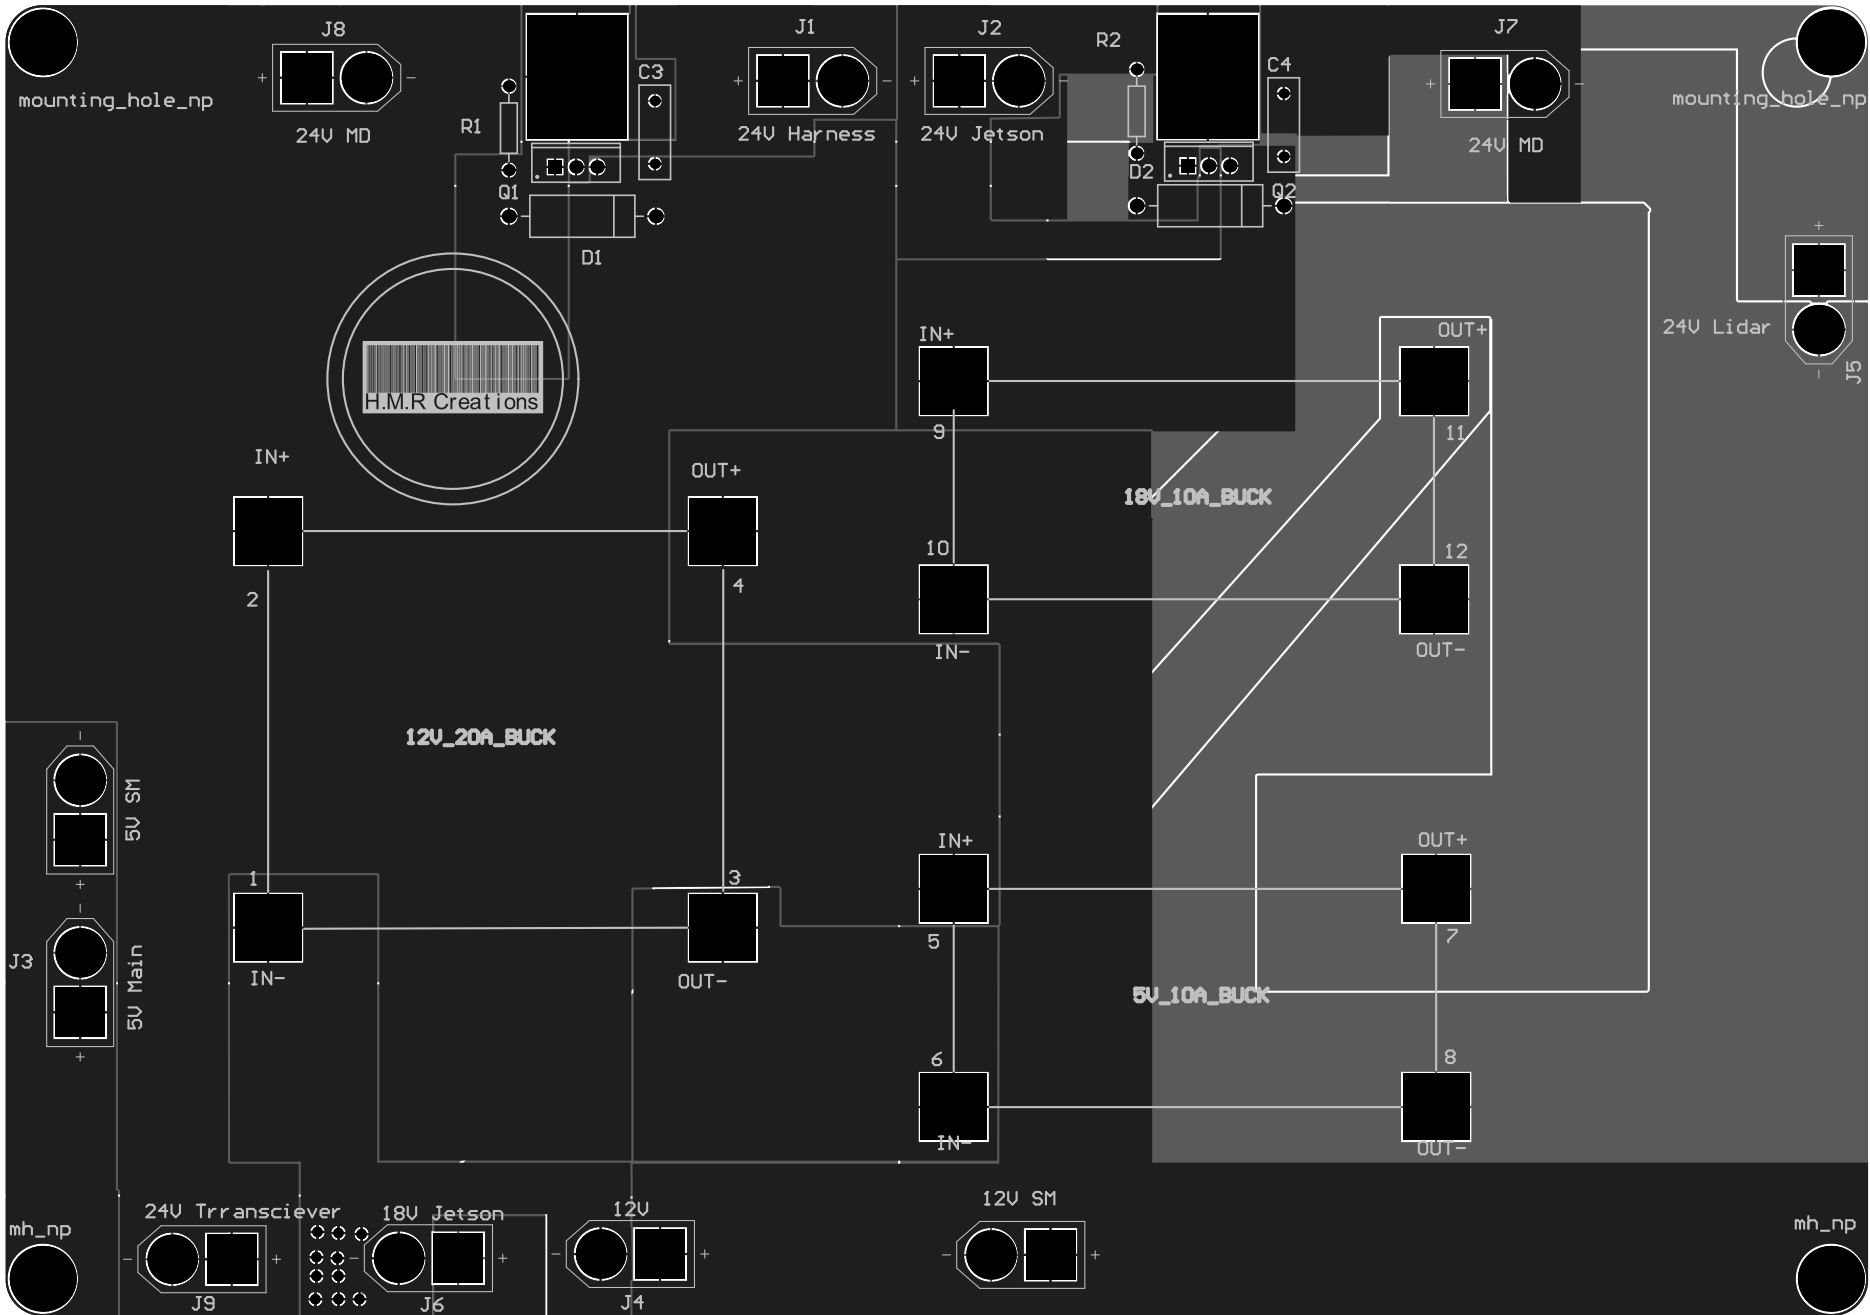 J8
J1
J2
R2
J7
C3
C4
mounting_hole_np
24V MD
R1
24V Harness
24V Jetson
24V MD
mounting_hole_np
Q1
D2
Q2
D1
24V Lidar
J5
H.M.R Creations
IN+
OUT+
9
11
IN+
OUT+
18V_10A_BUCK
2
4
10
12
IN-
OUT-
12V_20A_BUCK
5V SM
IN+
OUT+
1
3
5
7
J3
5V Main
IN-
OUT-
5V_10A_BUCK
6
8
IN-
OUT-
24V Trransciever
18V Jetson
12V
12V SM
mh_np
mh_np
J9
J6
J4